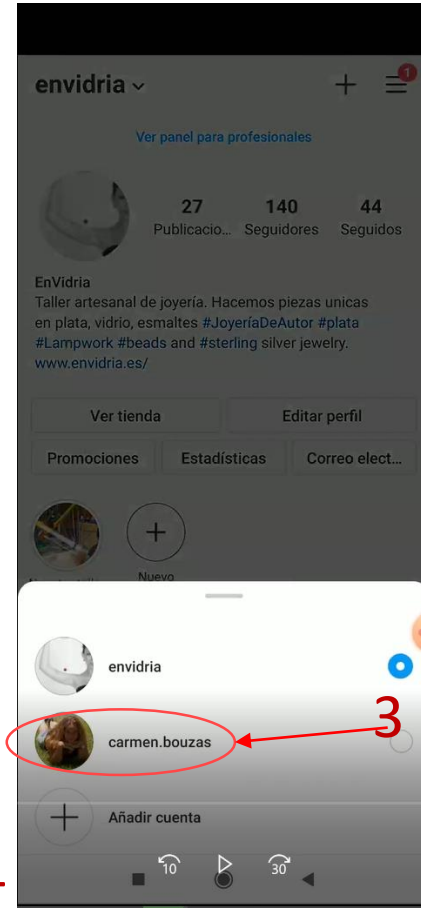 envidria
1
Ver panel para profesionales
27 140 44
Publicacio... Seguidores Seguidos
EnVidria
Taller artesanal de joyería. Hacemos piezas unicas
en plata, vidrio, esmaltes #JoyeríaDeAutor #plata
#Lampwork #beads and #sterling silver jewelry.
www.envidria.es/
Ver tienda Editar perfil
Promociones Estadísticas Correo elect...
Nuevo
envidria
carmen.bouzas
3
Añadir cuenta
10 30